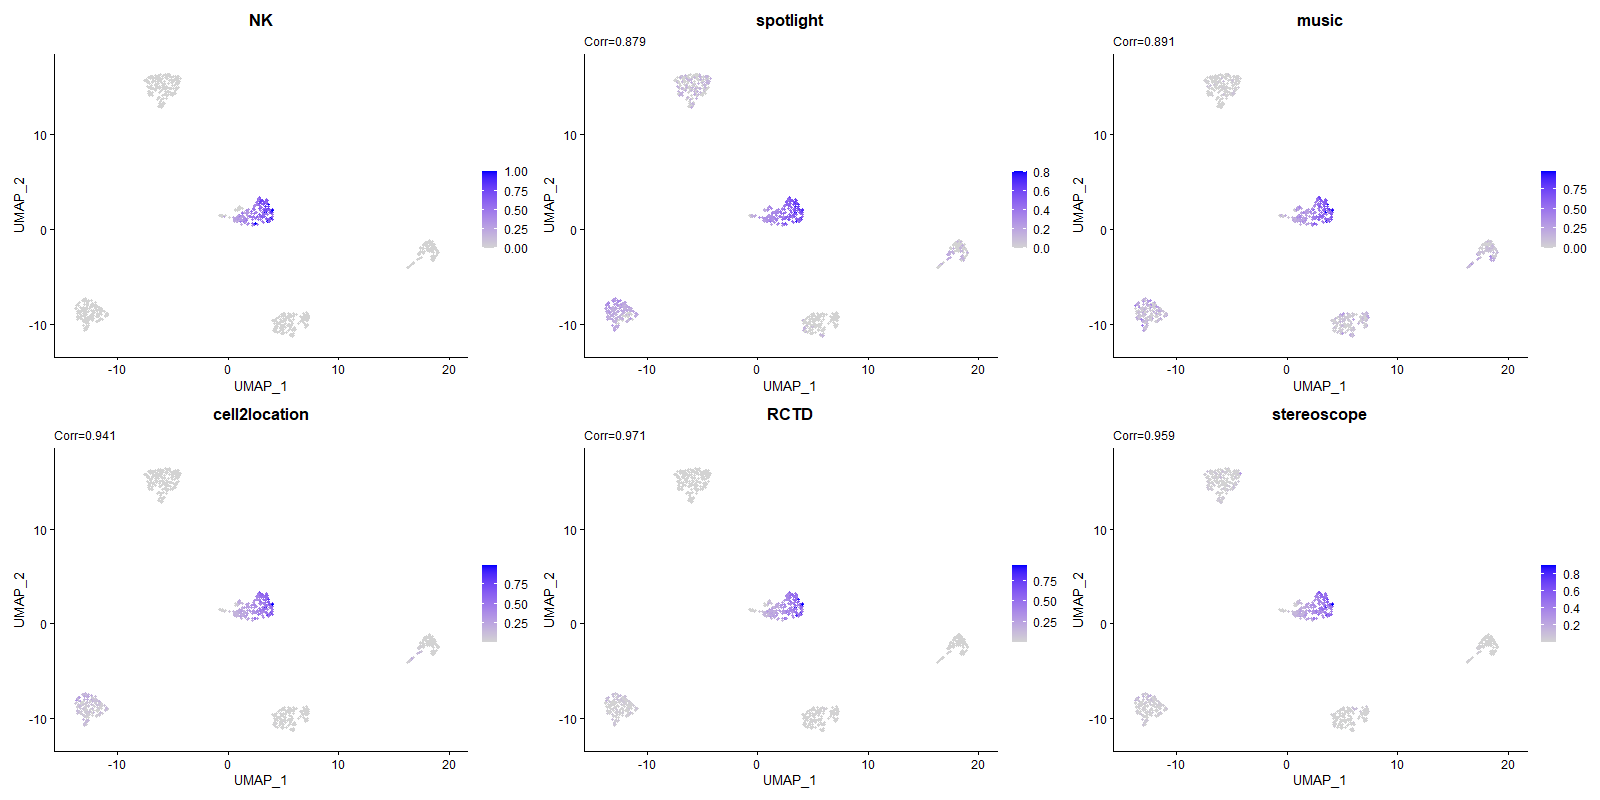 NK
UMAP_2
10
0
-10
-10
0
10
20
UMAP_1
1.00
0.75
0.50
0.25
0.00
spotlight
Corr=0.879
UMAP_2
10
0
-10
-10
0
10
20
UMAP_1
0.8
0.6
0.4
0.2
0.0
music
Corr=0.891
UMAP_2
10
0
-10
-10
0
10
20
UMAP_1
0.75
0.50
0.25
0.00
cell2location
Corr=0.941
UMAP_2
10
0
-10
-10
0
10
20
UMAP_1
0.75
0.50
0.25
RCTD
Corr=0.971
UMAP_2
10
0
-10
-10
0
10
20
UMAP_1
0.75
0.50
0.25
stereoscope
Corr=0.959
UMAP_2
10
0
-10
-10
0
10
20
UMAP_1
0.8
0.6
0.4
0.2